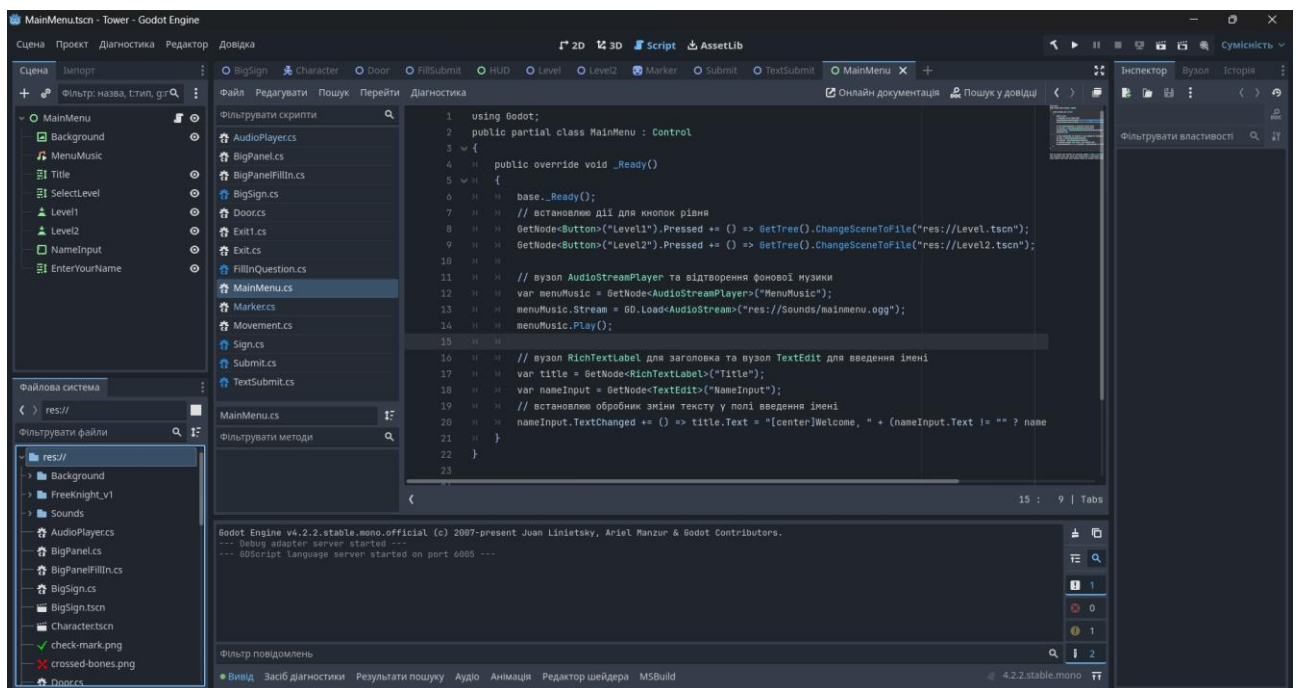 MainMenu.tscn - Tower - Godot Engine
Сцена Проєкт Діагностика Редактор Довідка
2D 3D Script AssetLib
Сумісність
Сцена Імпорт
Фільтр: назва, t:тип, g:г
MainMenu
Background
MenuMusic
Title
SelectLevel
Level1
Level2
NameInput
EnterYourName
Файлова система
res://
Фільтрувати файли
res://
Background
FreeKnight_v1
Sounds
AudioPlayer.cs
BigPanel.cs
BigPanelFillIn.cs
BigSign.cs
BigSign.tscn
Character.tscn
check-mark.png
crossed-bones.png
Door.cs
BigSign Character Door FillSubmit HUD Level Level2 Marker Submit TextSubmit MainMenu
Файл Редагувати Пошук Перейти Діагностика
Онлайн документація Пошук у довідці
Фільтрувати скрипти
AudioPlayer.cs
BigPanel.cs
BigPanelFillIn.cs
BigSign.cs
Door.cs
Exit1.cs
Exit.cs
FillInQuestion.cs
MainMenu.cs
Marker.cs
Movement.cs
Sign.cs
Submit.cs
TextSubmit.cs
MainMenu.cs
Фільтрувати методи
1 using Godot;
2 public partial class MainMenu : Control
3 {
4 public override void _Ready()
5 {
6 base._Ready();
7 // встановлюю дії для кнопок рівня
8 GetNode<Button>("Level1").Pressed += () => GetTree().ChangeSceneToFile("res://Level.tscn");
9 GetNode<Button>("Level2").Pressed += () => GetTree().ChangeSceneToFile("res://Level2.tscn");
10
11 // вузол AudioStreamPlayer та відтворення фонової музики
12 var menuMusic = GetNode<AudioStreamPlayer>("MenuMusic");
13 menuMusic.Stream = GD.Load<AudioStream>("res://Sounds/mainmenu.ogg");
14 menuMusic.Play();
15
16 // вузол RichTextLabel для заголовка та вузол TextEdit для введення імені
17 var title = GetNode<RichTextLabel>("Title");
18 var nameInput = GetNode<TextEdit>("NameInput");
19 // встановлюю обробник зміни тексту у полі введення імені
20 nameInput.TextChanged += () => title.Text = "[center]Welcome, " + (nameInput.Text != "" ? name
21 }
22 }
23
15 : 9 | Tabs
Godot Engine v4.2.2.stable.mono.official (c) 2007-present Juan Linietsky, Ariel Manzur & Godot Contributors.
--- Debug adapter server started ---
--- GDScript language server started on port 6005 ---
1
0
1
2
Фільтр повідомлень
Вивід Засіб діагностики Результати пошуку Аудіо Анімація Редактор шейдера MSBuild
4.2.2.stable.mono
Інспектор Вузол Історія
Фільтрувати властивості